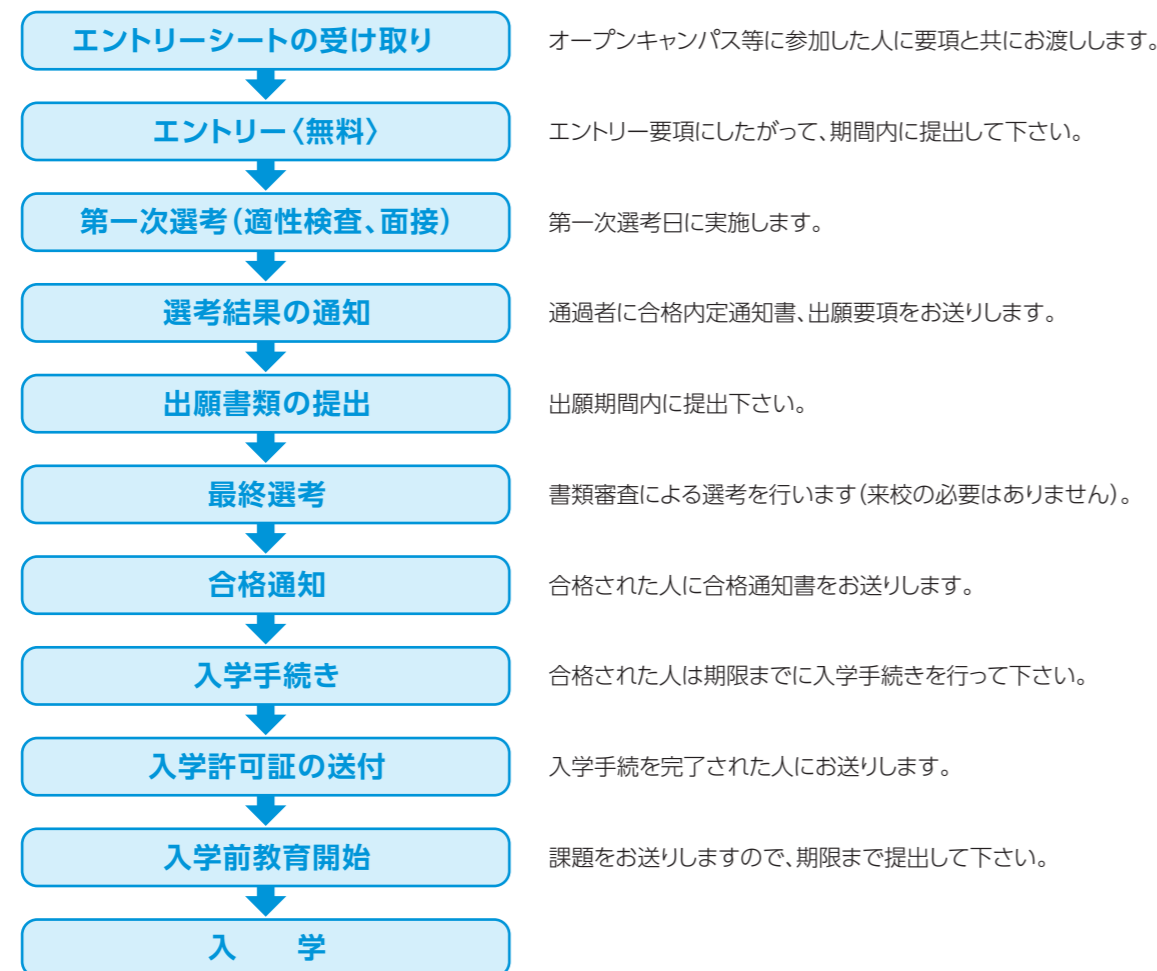 エントリーシートの受け取り
オープンキャンパス等に参加した人に要項と共にお渡しします。
エントリー〈無料〉
エントリー要項にしたがって、期間内に提出して下さい。
第一次選考（適性検査、面接）
第一次選考日に実施します。
選考結果の通知
通過者に合格内定通知書、出願要項をお送りします。
出願書類の提出
出願期間内に提出下さい。
最終選考
書類審査による選考を行います（来校の必要はありません）。
合格通知
合格された人に合格通知書をお送りします。
入学手続き
合格された人は期限までに入学手続きを行って下さい。
入学許可証の送付
入学手続を完了された人にお送りします。
入学前教育開始
課題をお送りしますので、期限まで提出して下さい。
入　　学